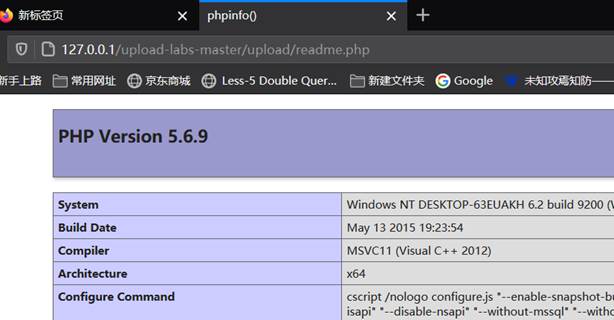 新标签页
phpinfo()
127.0.0.1/upload-labs-master/upload/readme.php
新手上路 常用网址 京东商城 Less-5 Double Quer... 新建文件夹 Google 未知攻焉知防——
PHP Version 5.6.9
System Windows NT DESKTOP-63EUAKH 6.2 build 9200 (
Build Date May 13 2015 19:23:54
Compiler MSVC11 (Visual C++ 2012)
Architecture x64
Configure Command cscript /nologo configure.js "--enable-snapshot-bu
isapi" "--disable-nsapi" "--without-mssql" "--with